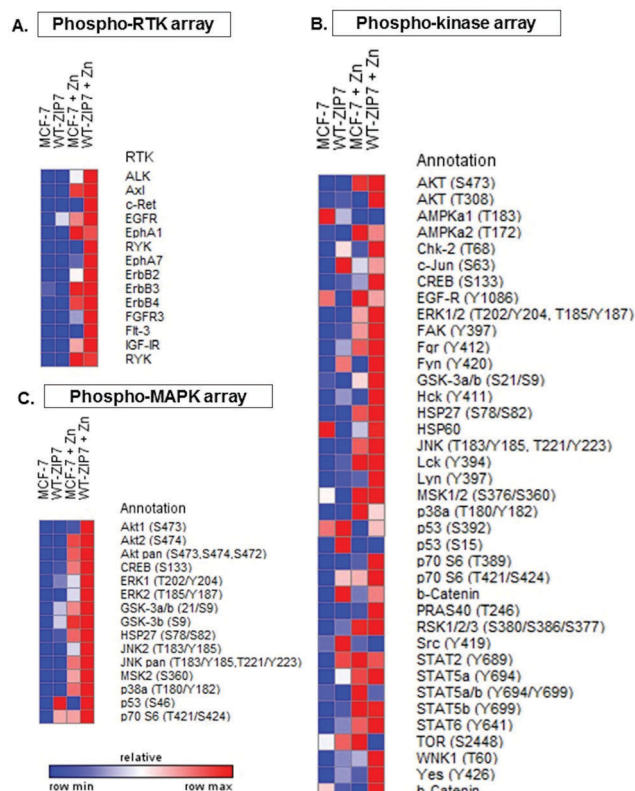 A. Phospho-RTK array
MCF-7
WT-ZIP7
MCF-7 + Zn
WT-ZIP7 + Zn
RTK
ALK
Axl
c-Ret
EGFR
EphA1
RYK
EphA7
ErbB2
ErbB3
ErbB4
FGFR3
Flt-3
IGF-IR
RYK
B. Phospho-kinase array
MCF-7
WT-ZIP7
MCF-7 + Zn
WT-ZIP7 + Zn
Annotation
AKT (S473)
AKT (T308)
AMPKa1 (T183)
AMPKa2 (T172)
Chk-2 (T68)
c-Jun (S63)
CREB (S133)
EGF-R (Y1086)
ERK1/2 (T202/Y204, T185/Y187)
FAK (Y397)
Fgr (Y412)
Fyn (Y420)
GSK-3a/b (S21/S9)
Hck (Y411)
HSP27 (S78/S82)
HSP60
JNK (T183/Y185, T221/Y223)
Lck (Y394)
Lyn (Y397)
MSK1/2 (S376/S360)
p38a (T180/Y182)
p53 (S392)
p53 (S15)
p70 S6 (T389)
p70 S6 (T421/S424)
b-Catenin
PRAS40 (T246)
RSK1/2/3 (S380/S386/S377)
Src (Y419)
STAT2 (Y689)
STAT5a (Y694)
STAT5a/b (Y694/Y699)
STAT5b (Y699)
STAT6 (Y641)
TOR (S2448)
WNK1 (T60)
Yes (Y426)
b-Catenin
C. Phospho-MAPK array
MCF-7
WT-ZIP7
MCF-7 + Zn
WT-ZIP7 + Zn
Annotation
Akt1 (S473)
Akt2 (S474)
Akt pan (S473,S474,S472)
CREB (S133)
ERK1 (T202/Y204)
ERK2 (T185/Y187)
GSK-3a/b (21/S9)
GSK-3b (S9)
HSP27 (S78/S82)
JNK2 (T183/Y185)
JNK pan (T183/Y185,T221/Y223)
MSK2 (S360)
p38a (T180/Y182)
p53 (S46)
p70 S6 (T421/S424)
relative
row min row max